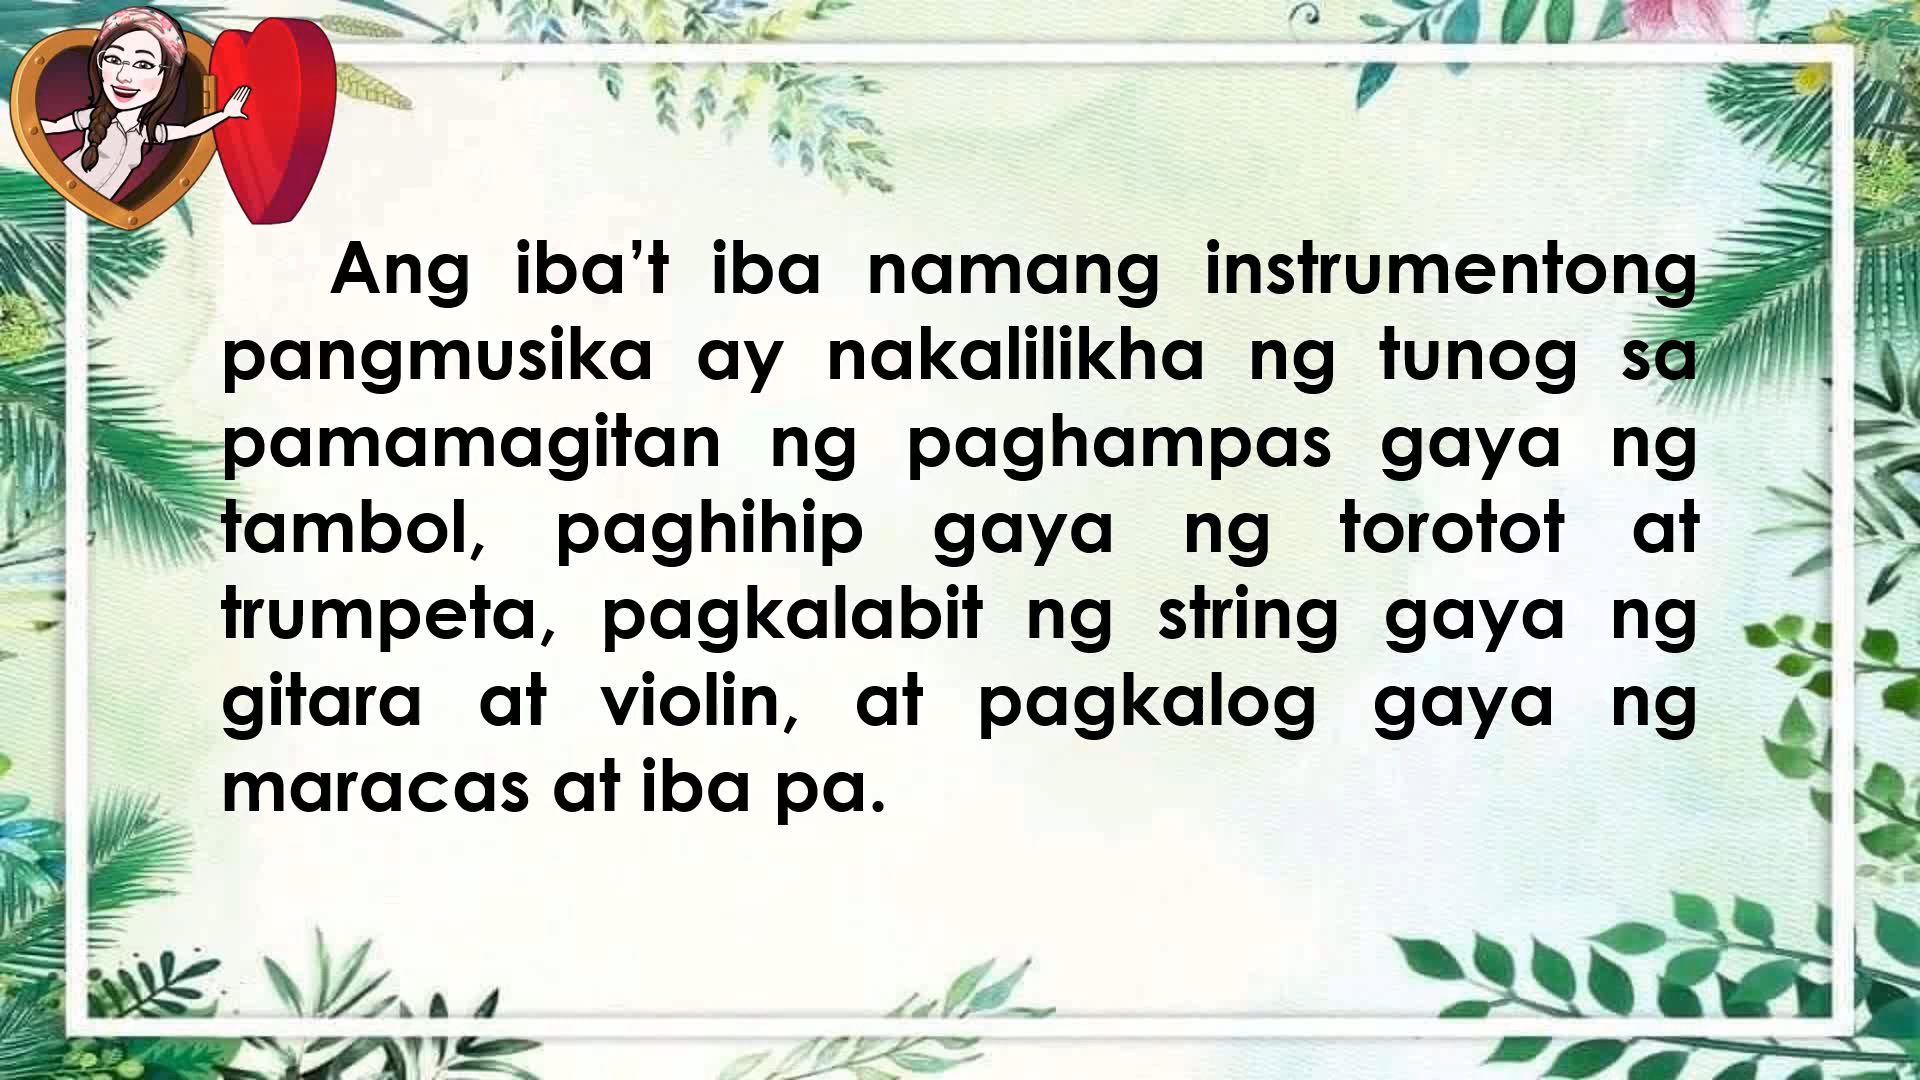 Ang iba’t iba namang instrumentong
pangmusika ay nakalilikha ng tunog sa
pamamagitan ng paghampas gaya ng
tambol, paghihip gaya ng torotot at
trumpeta, pagkalabit ng string gaya ng
gitara at violin, at pagkalog gaya ng
maracas at iba pa.